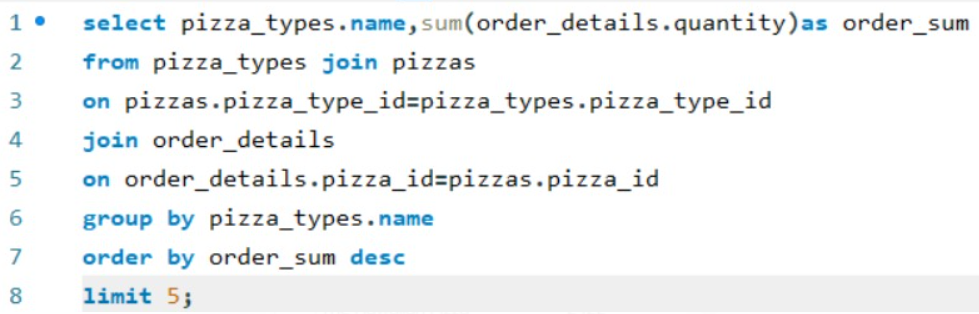 1 select pizza_types.name,sum(order_details.quantity)as order_sum
2 from pizza_types join pizzas
3 on pizzas.pizza_type_id=pizza_types.pizza_type_id
4 join order_details
5 on order_details.pizza_id=pizzas.pizza_id
6 group by pizza_types.name
7 order by order_sum desc
8 limit 5;